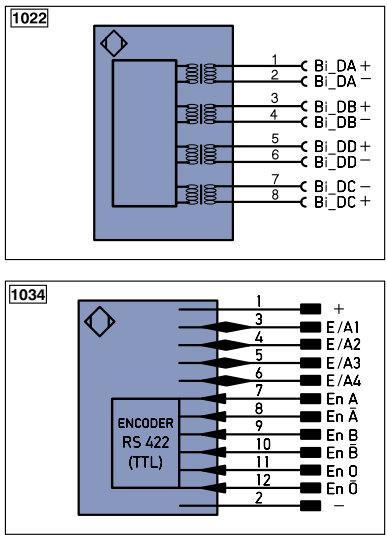 1022
1 Bi_DA+
2 Bi_DA−
3 Bi_DB+
4 Bi_DB−
5 Bi_DD+
6 Bi_DD−
7 Bi_DC−
8 Bi_DC+
1034
1 +
3 E/A1
4 E/A2
5 E/A3
6 E/A4
7 En A
8 En A̅
9 En B
10 En B̅
11 En 0
12 En 0̅
2 −
ENCODER
RS 422
(TTL)